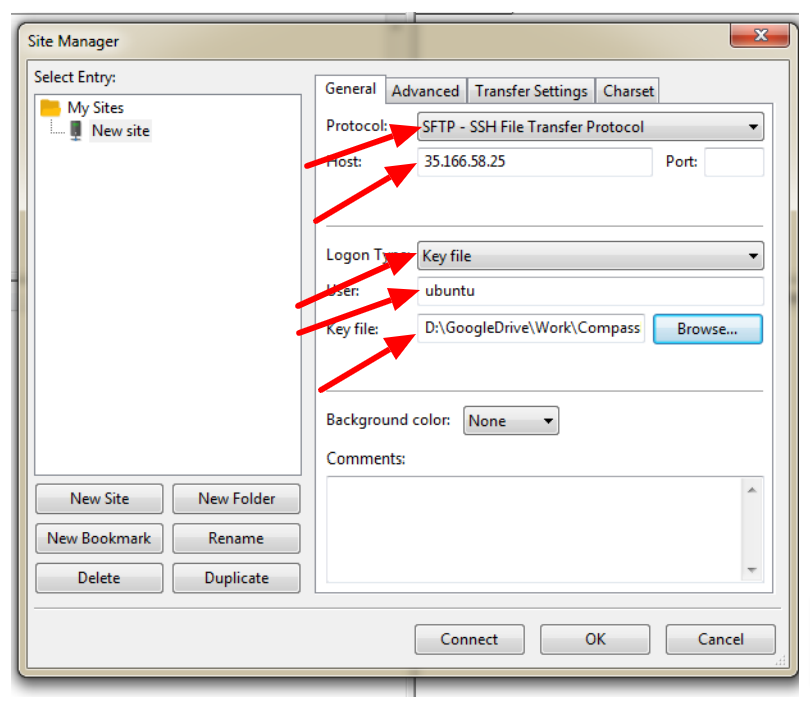 Site Manager
Select Entry:
My Sites
New site
New Site
New Folder
New Bookmark
Rename
Delete
Duplicate
General
Advanced
Transfer Settings
Charset
Protocol:
SFTP - SSH File Transfer Protocol
Host:
35.166.58.25
Port:
Logon Type:
Key file
User:
ubuntu
Key file:
D:\GoogleDrive\Work\Compass
Browse...
Background color:
None
Comments:
Connect
OK
Cancel